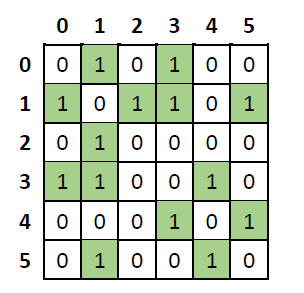 0 1 2 3 4 5
0 0 1 0 1 0 0
1 1 0 1 1 0 1
2 0 1 0 0 0 0
3 1 1 0 0 1 0
4 0 0 0 1 0 1
5 0 1 0 0 1 0